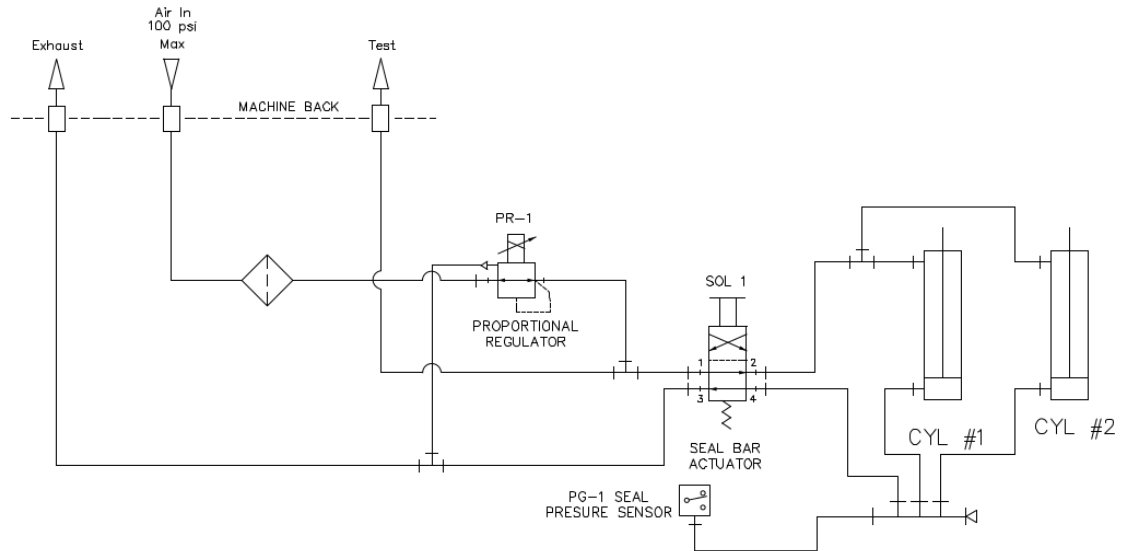 Air In
100 psi
Max
Exhaust
Test
MACHINE BACK
PR-1
PROPORTIONAL
REGULATOR
SOL 1
1 2
3 4
SEAL BAR
ACTUATOR
CYL #1
CYL #2
PG-1 SEAL
PRESURE SENSOR